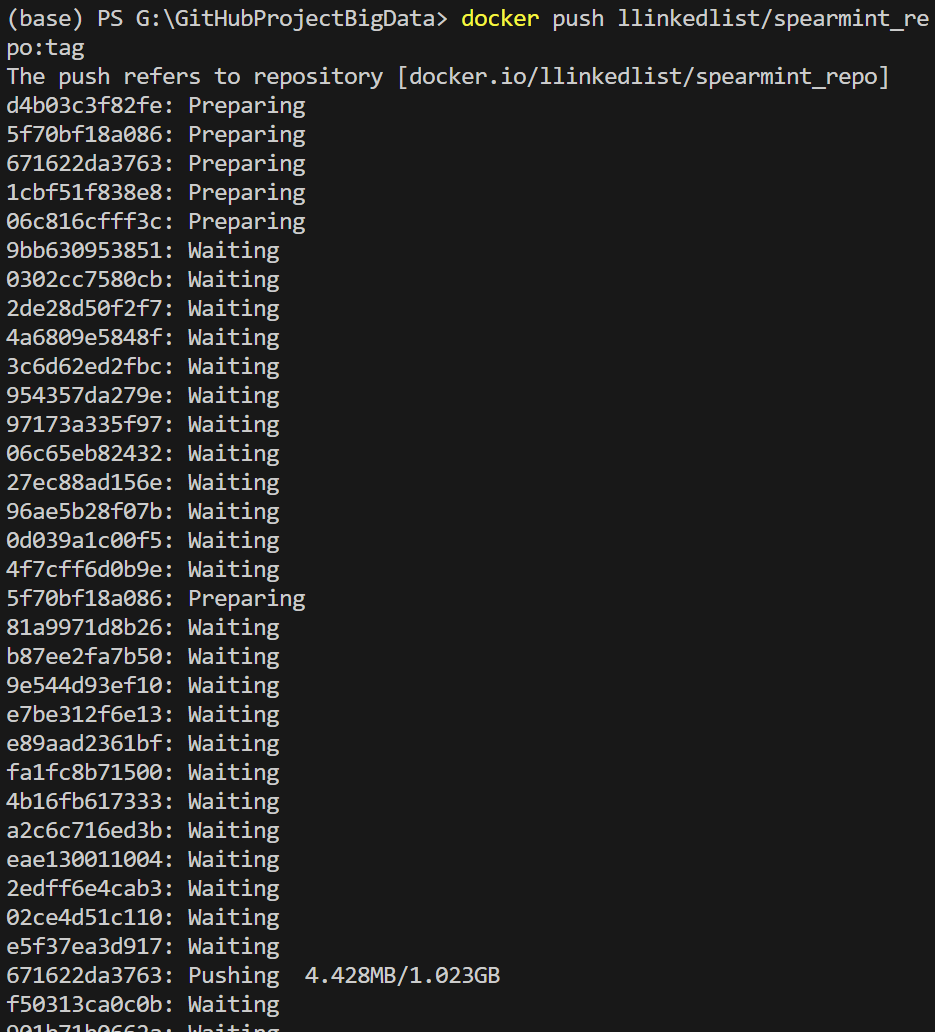 (base) PS G:\GitHubProjectBigData> docker push llinkedlist/spearmint_re
po:tag
The push refers to repository [docker.io/llinkedlist/spearmint_repo]
d4b03c3f82fe: Preparing
5f70bf18a086: Preparing
671622da3763: Preparing
1cbf51f838e8: Preparing
06c816cfff3c: Preparing
9bb630953851: Waiting
0302cc7580cb: Waiting
2de28d50f2f7: Waiting
4a6809e5848f: Waiting
3c6d62ed2fbc: Waiting
954357da279e: Waiting
97173a335f97: Waiting
06c65eb82432: Waiting
27ec88ad156e: Waiting
96ae5b28f07b: Waiting
0d039a1c00f5: Waiting
4f7cff6d0b9e: Waiting
5f70bf18a086: Preparing
81a9971d8b26: Waiting
b87ee2fa7b50: Waiting
9e544d93ef10: Waiting
e7be312f6e13: Waiting
e89aad2361bf: Waiting
fa1fc8b71500: Waiting
4b16fb617333: Waiting
a2c6c716ed3b: Waiting
eae130011004: Waiting
2edff6e4cab3: Waiting
02ce4d51c110: Waiting
e5f37ea3d917: Waiting
671622da3763: Pushing  4.428MB/1.023GB
f50313ca0c0b: Waiting